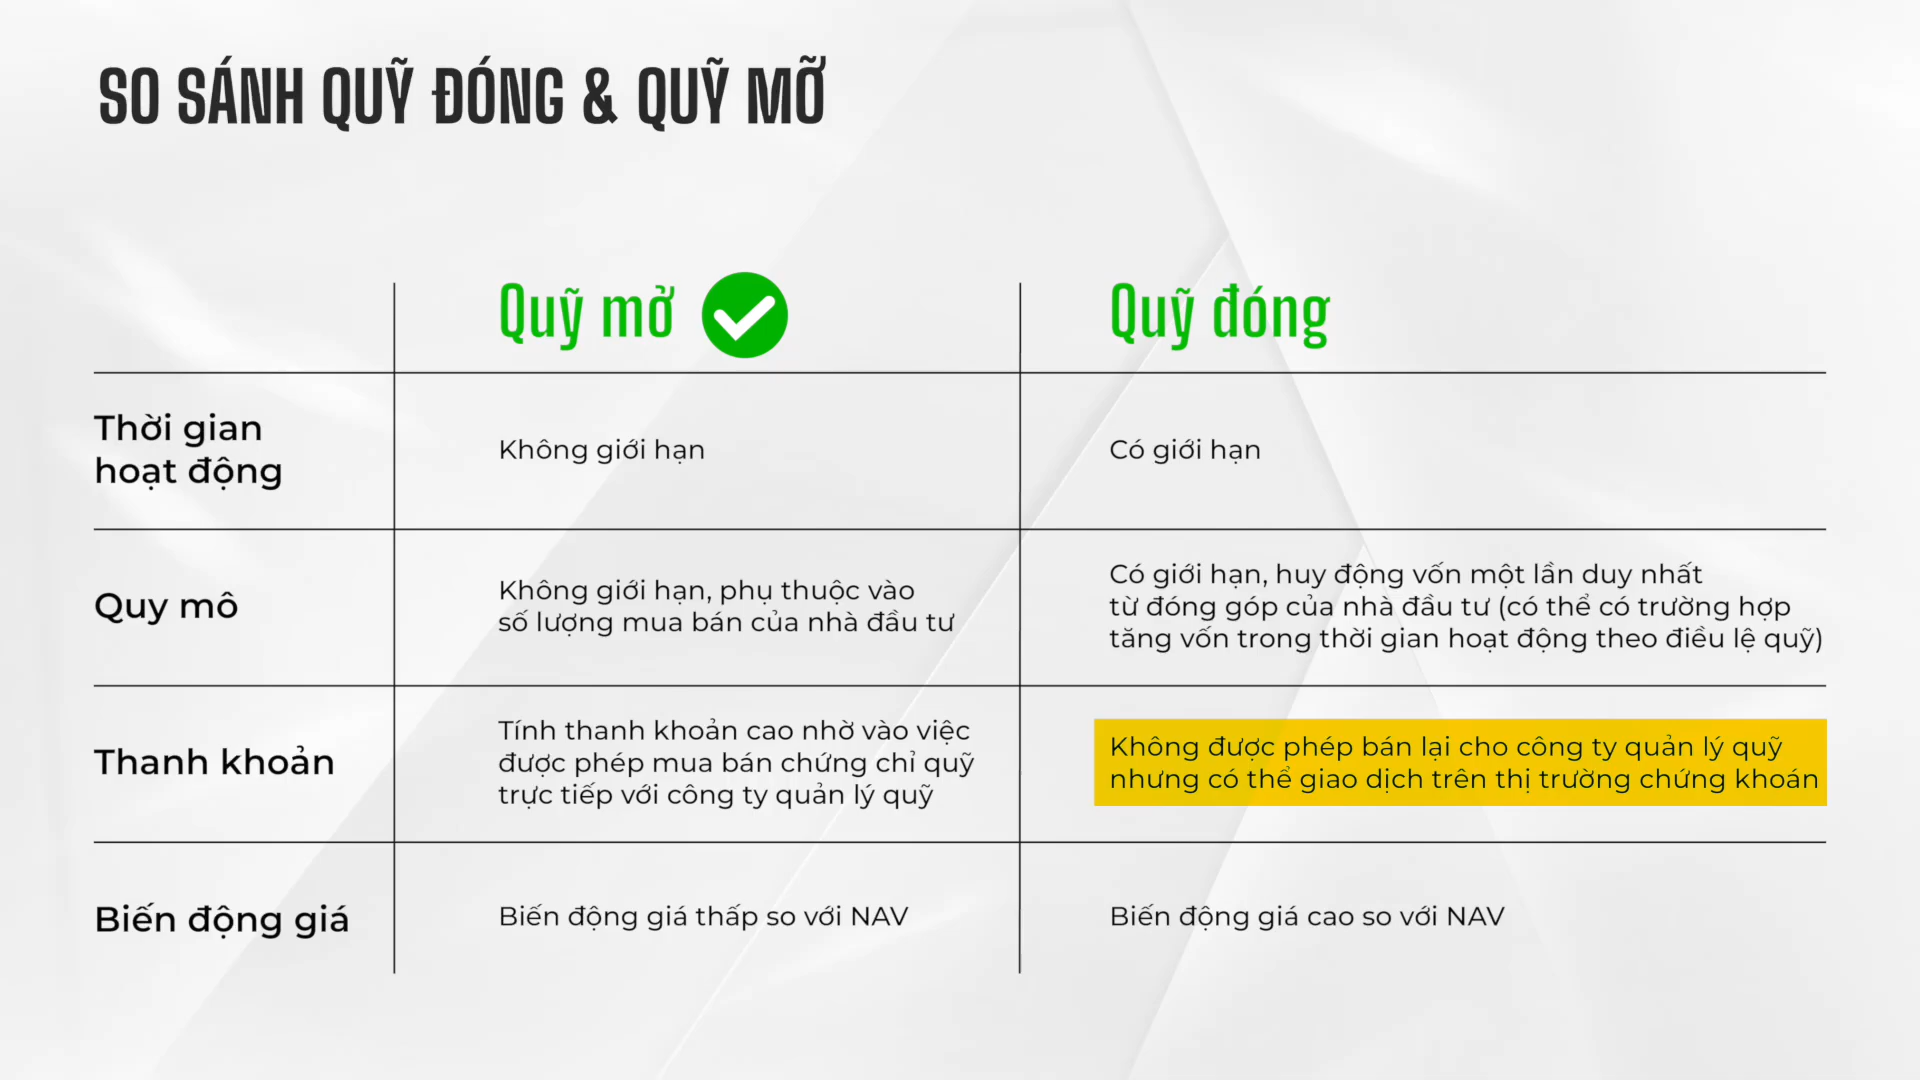 SO SÁNH QUỸ ĐÓNG & QUỸ MỠ
Quỹ mở
Quỹ đóng
Thời gian
hoạt động
Không giới hạn
Có giới hạn
Quy mô
Không giới hạn, phụ thuộc vào
số lượng mua bán của nhà đầu tư
Có giới hạn, huy động vốn một lần duy nhất
từ đóng góp của nhà đầu tư (có thể có trường hợp
tăng vốn trong thời gian hoạt động theo điều lệ quỹ)
Thanh khoản
Tính thanh khoản cao nhờ vào việc
được phép mua bán chứng chỉ quỹ
trực tiếp với công ty quản lý quỹ
Không được phép bán lại cho công ty quản lý quỹ
nhưng có thể giao dịch trên thị trường chứng khoán
Biến động giá
Biến động giá thấp so với NAV
Biến động giá cao so với NAV